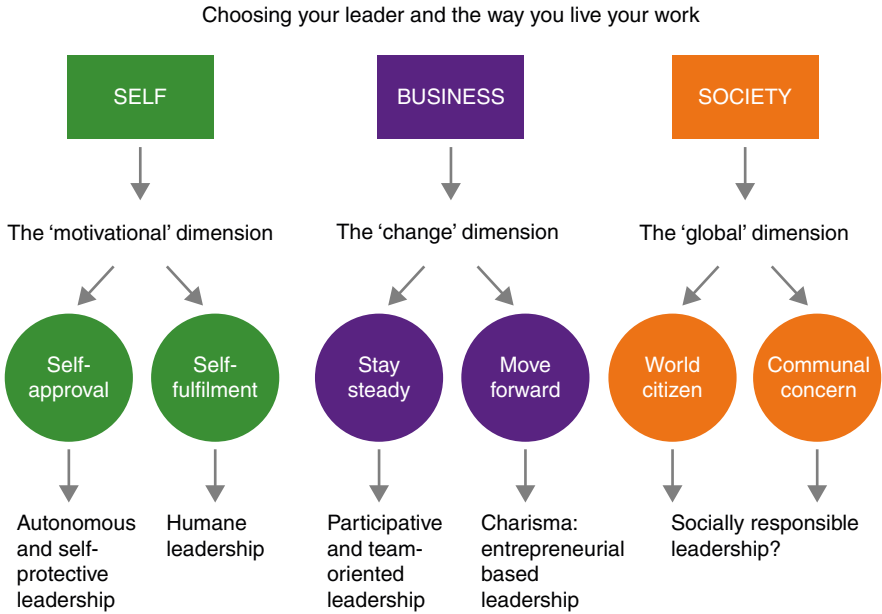 Choosing your leader and the way you live your work
SELF
BUSINESS
SOCIETY
The ‘motivational’ dimension
The ‘change’ dimension
The ‘global’ dimension
Self-
approval
Self-
fulfilment
Stay
steady
Move
forward
World
citizen
Communal
concern
Autonomous
and self-
protective
leadership
Humane
leadership
Participative
and team-
oriented
leadership
Charisma:
entrepreneurial
based
leadership
Socially responsible
leadership?